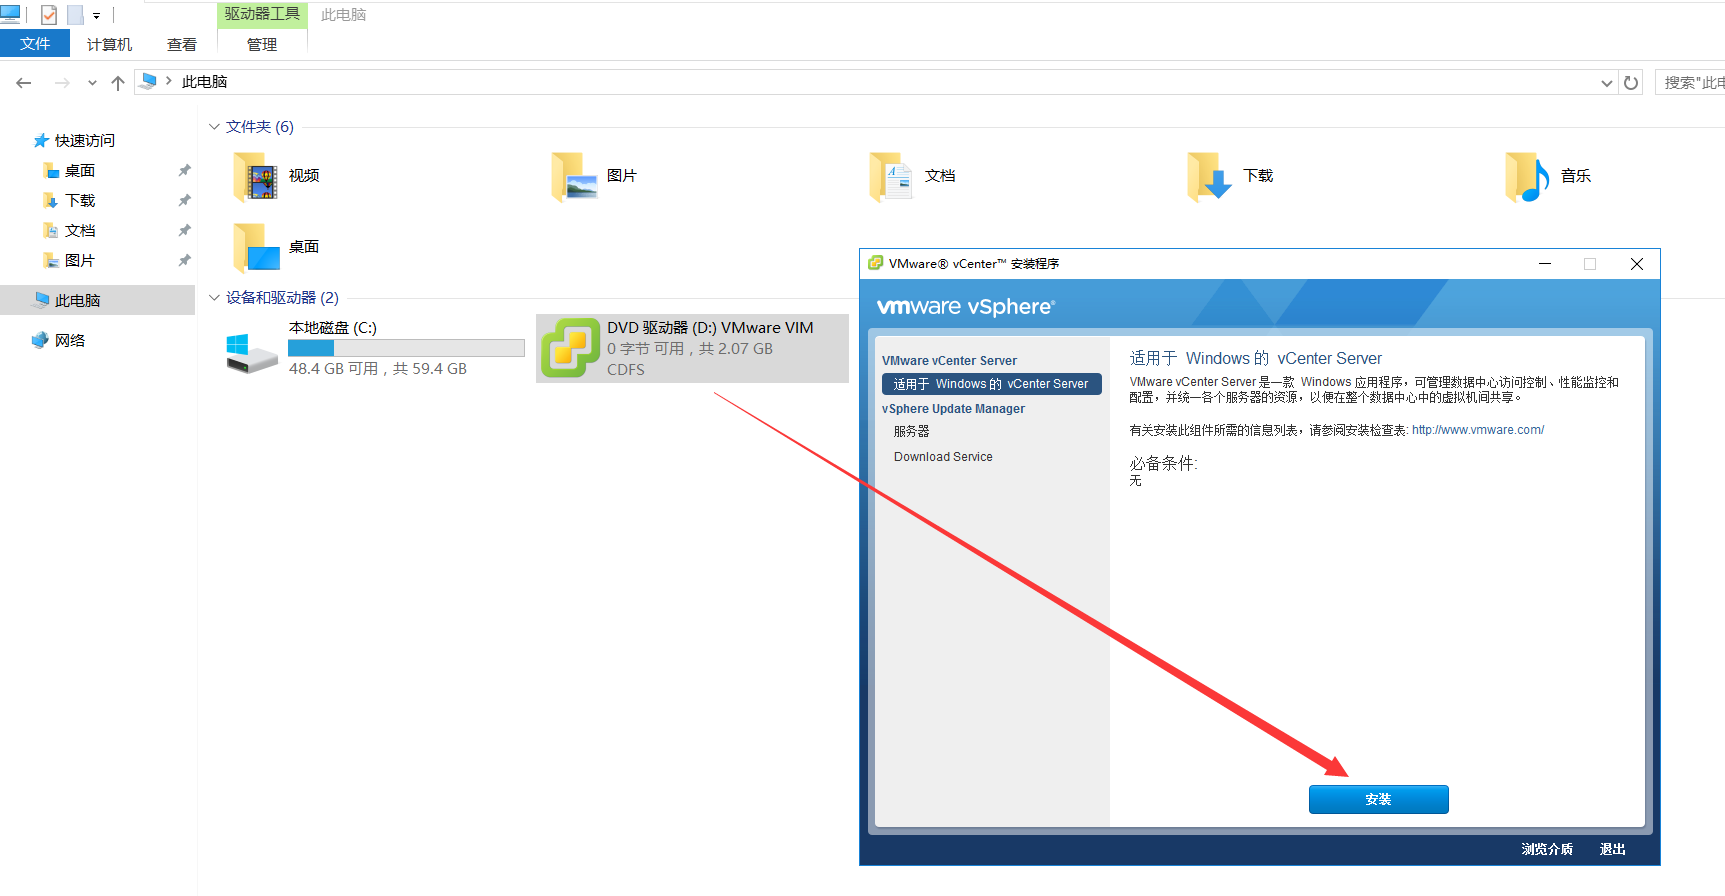 驱动器工具
此电脑
文件
计算机
查看
管理
此电脑
搜索"此电
快速访问
桌面
下载
文档
图片
此电脑
网络
文件夹 (6)
视频
图片
文档
下载
音乐
桌面
设备和驱动器 (2)
本地磁盘 (C:)
48.4 GB 可用，共 59.4 GB
DVD 驱动器 (D:) VMware VIM
0 字节 可用，共 2.07 GB
CDFS
VMware® vCenter™ 安装程序
vmware vSphere®
VMware vCenter Server
适用于 Windows 的 vCenter Server
vSphere Update Manager
服务器
Download Service
适用于 Windows 的 vCenter Server
VMware vCenter Server 是一款 Windows 应用程序，可管理数据中心访问控制、性能监控和
配置，并统一各个服务器的资源，以便在整个数据中心中的虚拟机间共享。
有关安装此组件所需的信息列表，请参阅安装检查表: http://www.vmware.com/
必备条件:
无
安装
浏览介质
退出